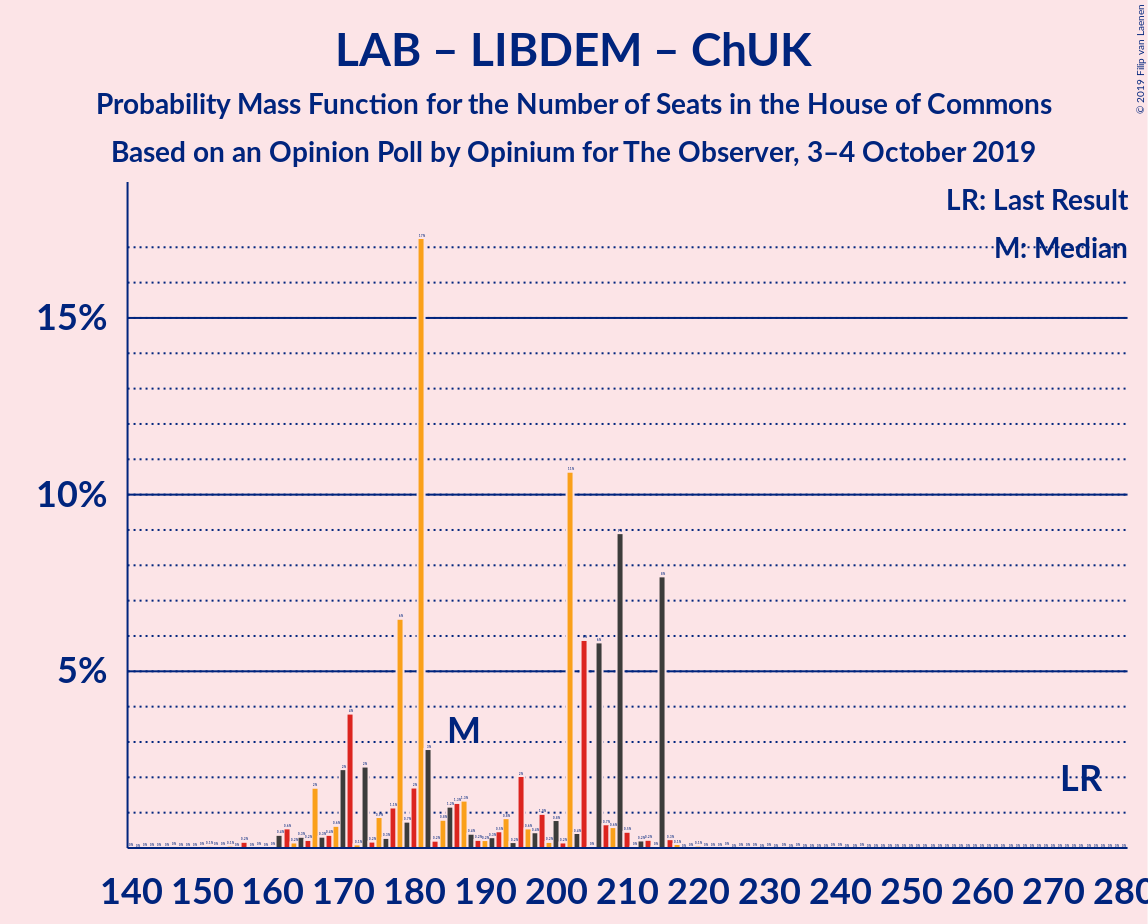 LAB – LIBDEM – ChUK
Probability Mass Function for the Number of Seats in the House of Commons
Based on an Opinion Poll by Opinium for The Observer, 3–4 October 2019
© 2019 Filip van Laenen
LR: Last Result
M: Median
15%
10%
5%
M
LR
140 150 160 170 180 190 200 210 220 230 240 250 260 270 280